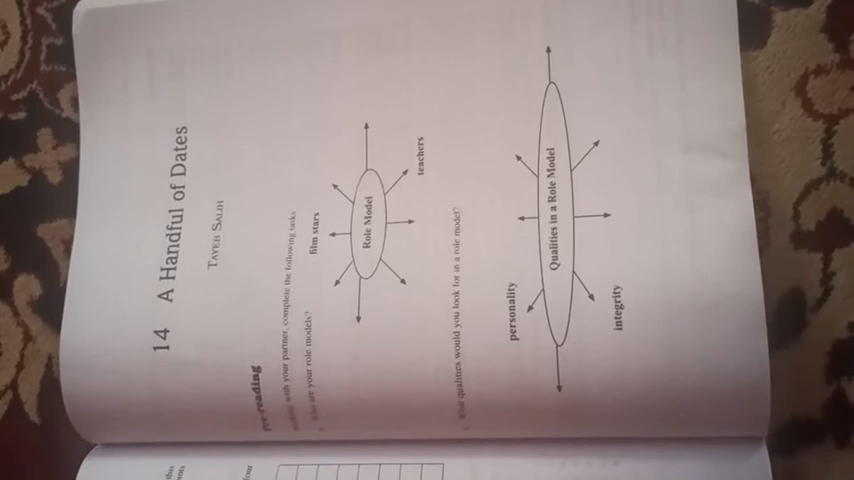 14 A Handful of Dates
TAYEB SALIH
Pre-reading
with your partner, complete the following tasks
Who are your role models?
film stars
Role Model
teachers
What qualities would you look for in a role model?
personality
Qualities in a Role Model
integrity